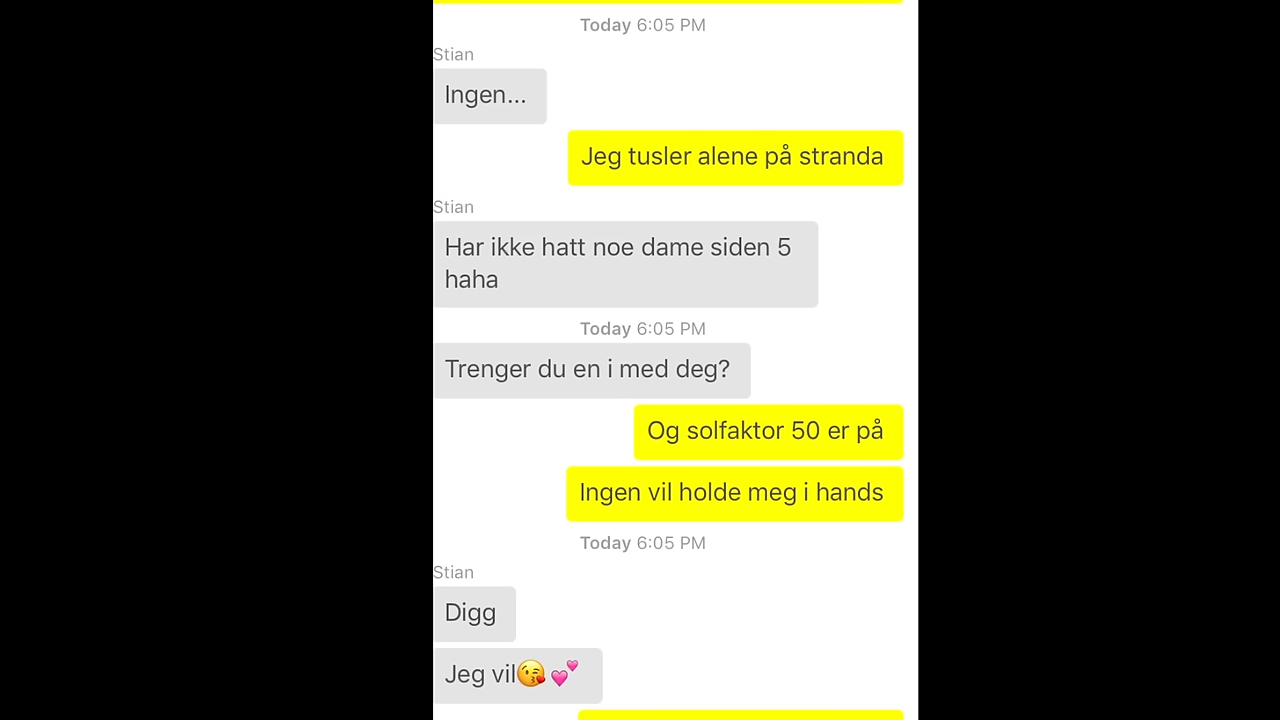 Today 6:05 PM
Stian
Ingen...
Jeg tusler alene på stranda
Stian
Har ikke hatt noe dame siden 5
haha
Today 6:05 PM
Trenger du en i med deg?
Og solfaktor 50 er på
Ingen vil holde meg i hands
Today 6:05 PM
Stian
Digg
Jeg vil😘💕